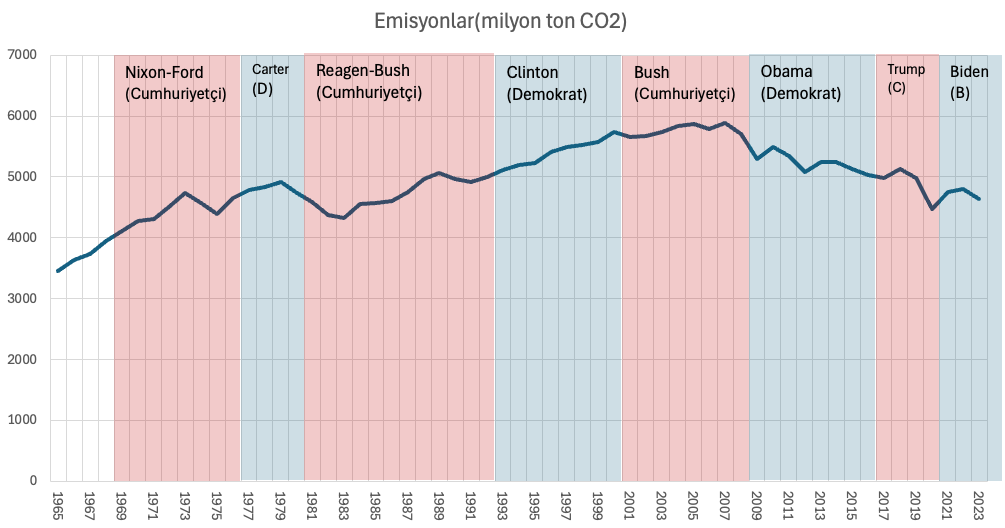 Emisyonlar(milyon ton CO2)
7000
6000
5000
4000
3000
2000
1000
0
Nixon-Ford
(Cumhuriyetçi)
Carter
(D)
Reagen-Bush
(Cumhuriyetçi)
Clinton
(Demokrat)
Bush
(Cumhuriyetçi)
Obama
(Demokrat)
Trump
(C)
Biden
(B)
1965
1967
1969
1971
1973
1975
1977
1979
1981
1983
1985
1987
1989
1991
1993
1995
1997
1999
2001
2003
2005
2007
2009
2011
2013
2015
2017
2019
2021
2023